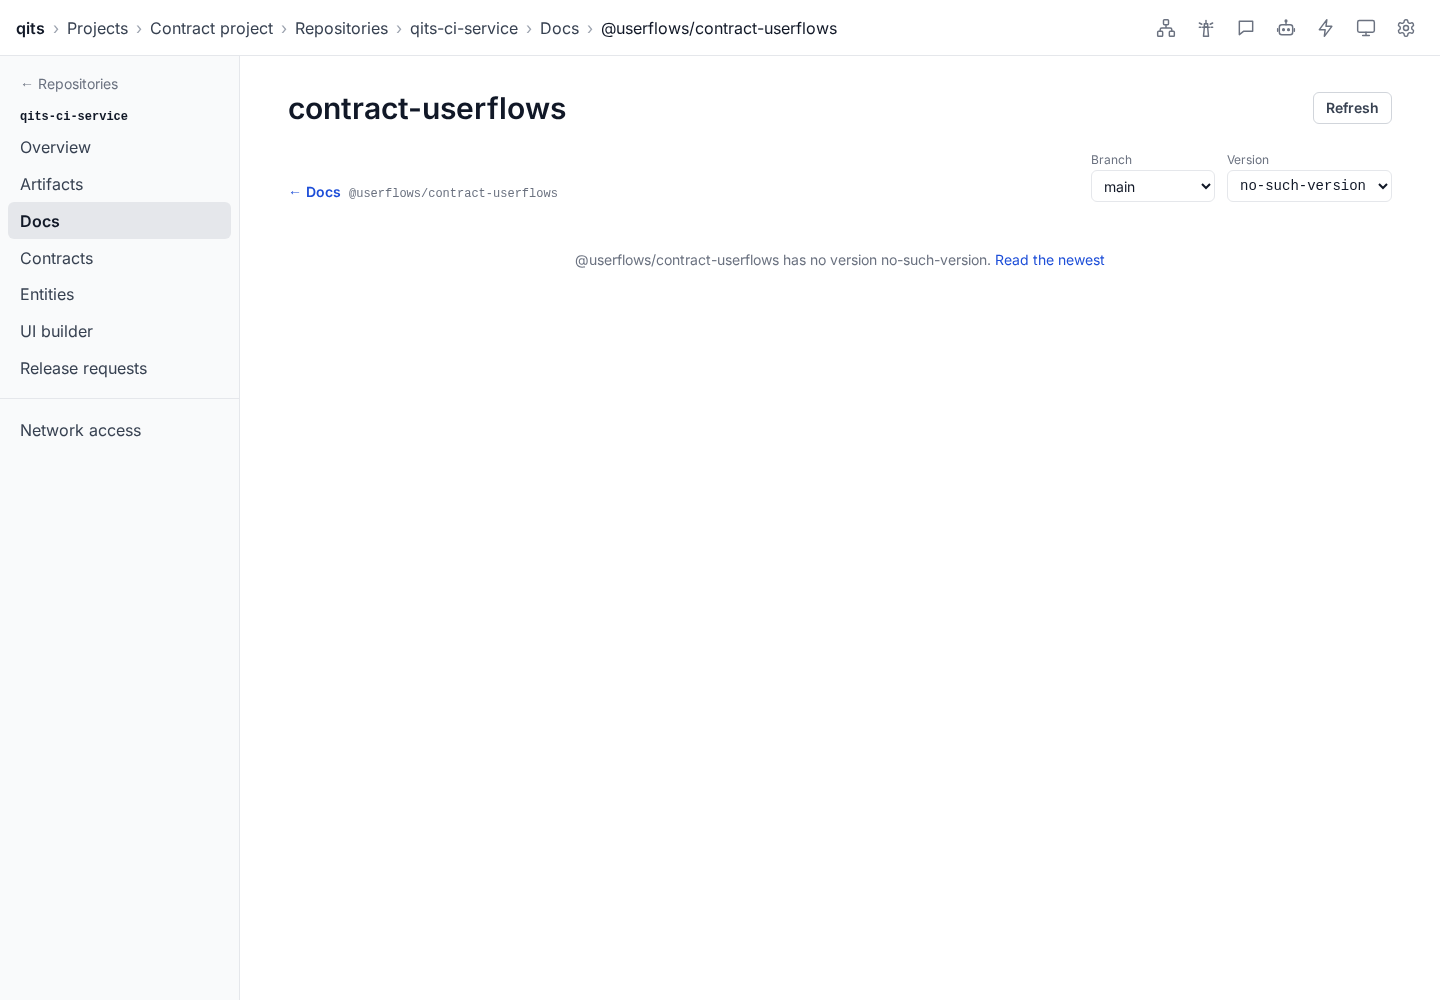 qits › Projects › Contract project › Repositories › qits-ci-service › Docs › @userflows/contract-userflows
← Repositories
qits-ci-service
Overview
Artifacts
Docs
Contracts
Entities
UI builder
Release requests
Network access
contract-userflows
Refresh
← Docs @userflows/contract-userflows
Branch
main
Version
no-such-version
@userflows/contract-userflows has no version no-such-version. Read the newest